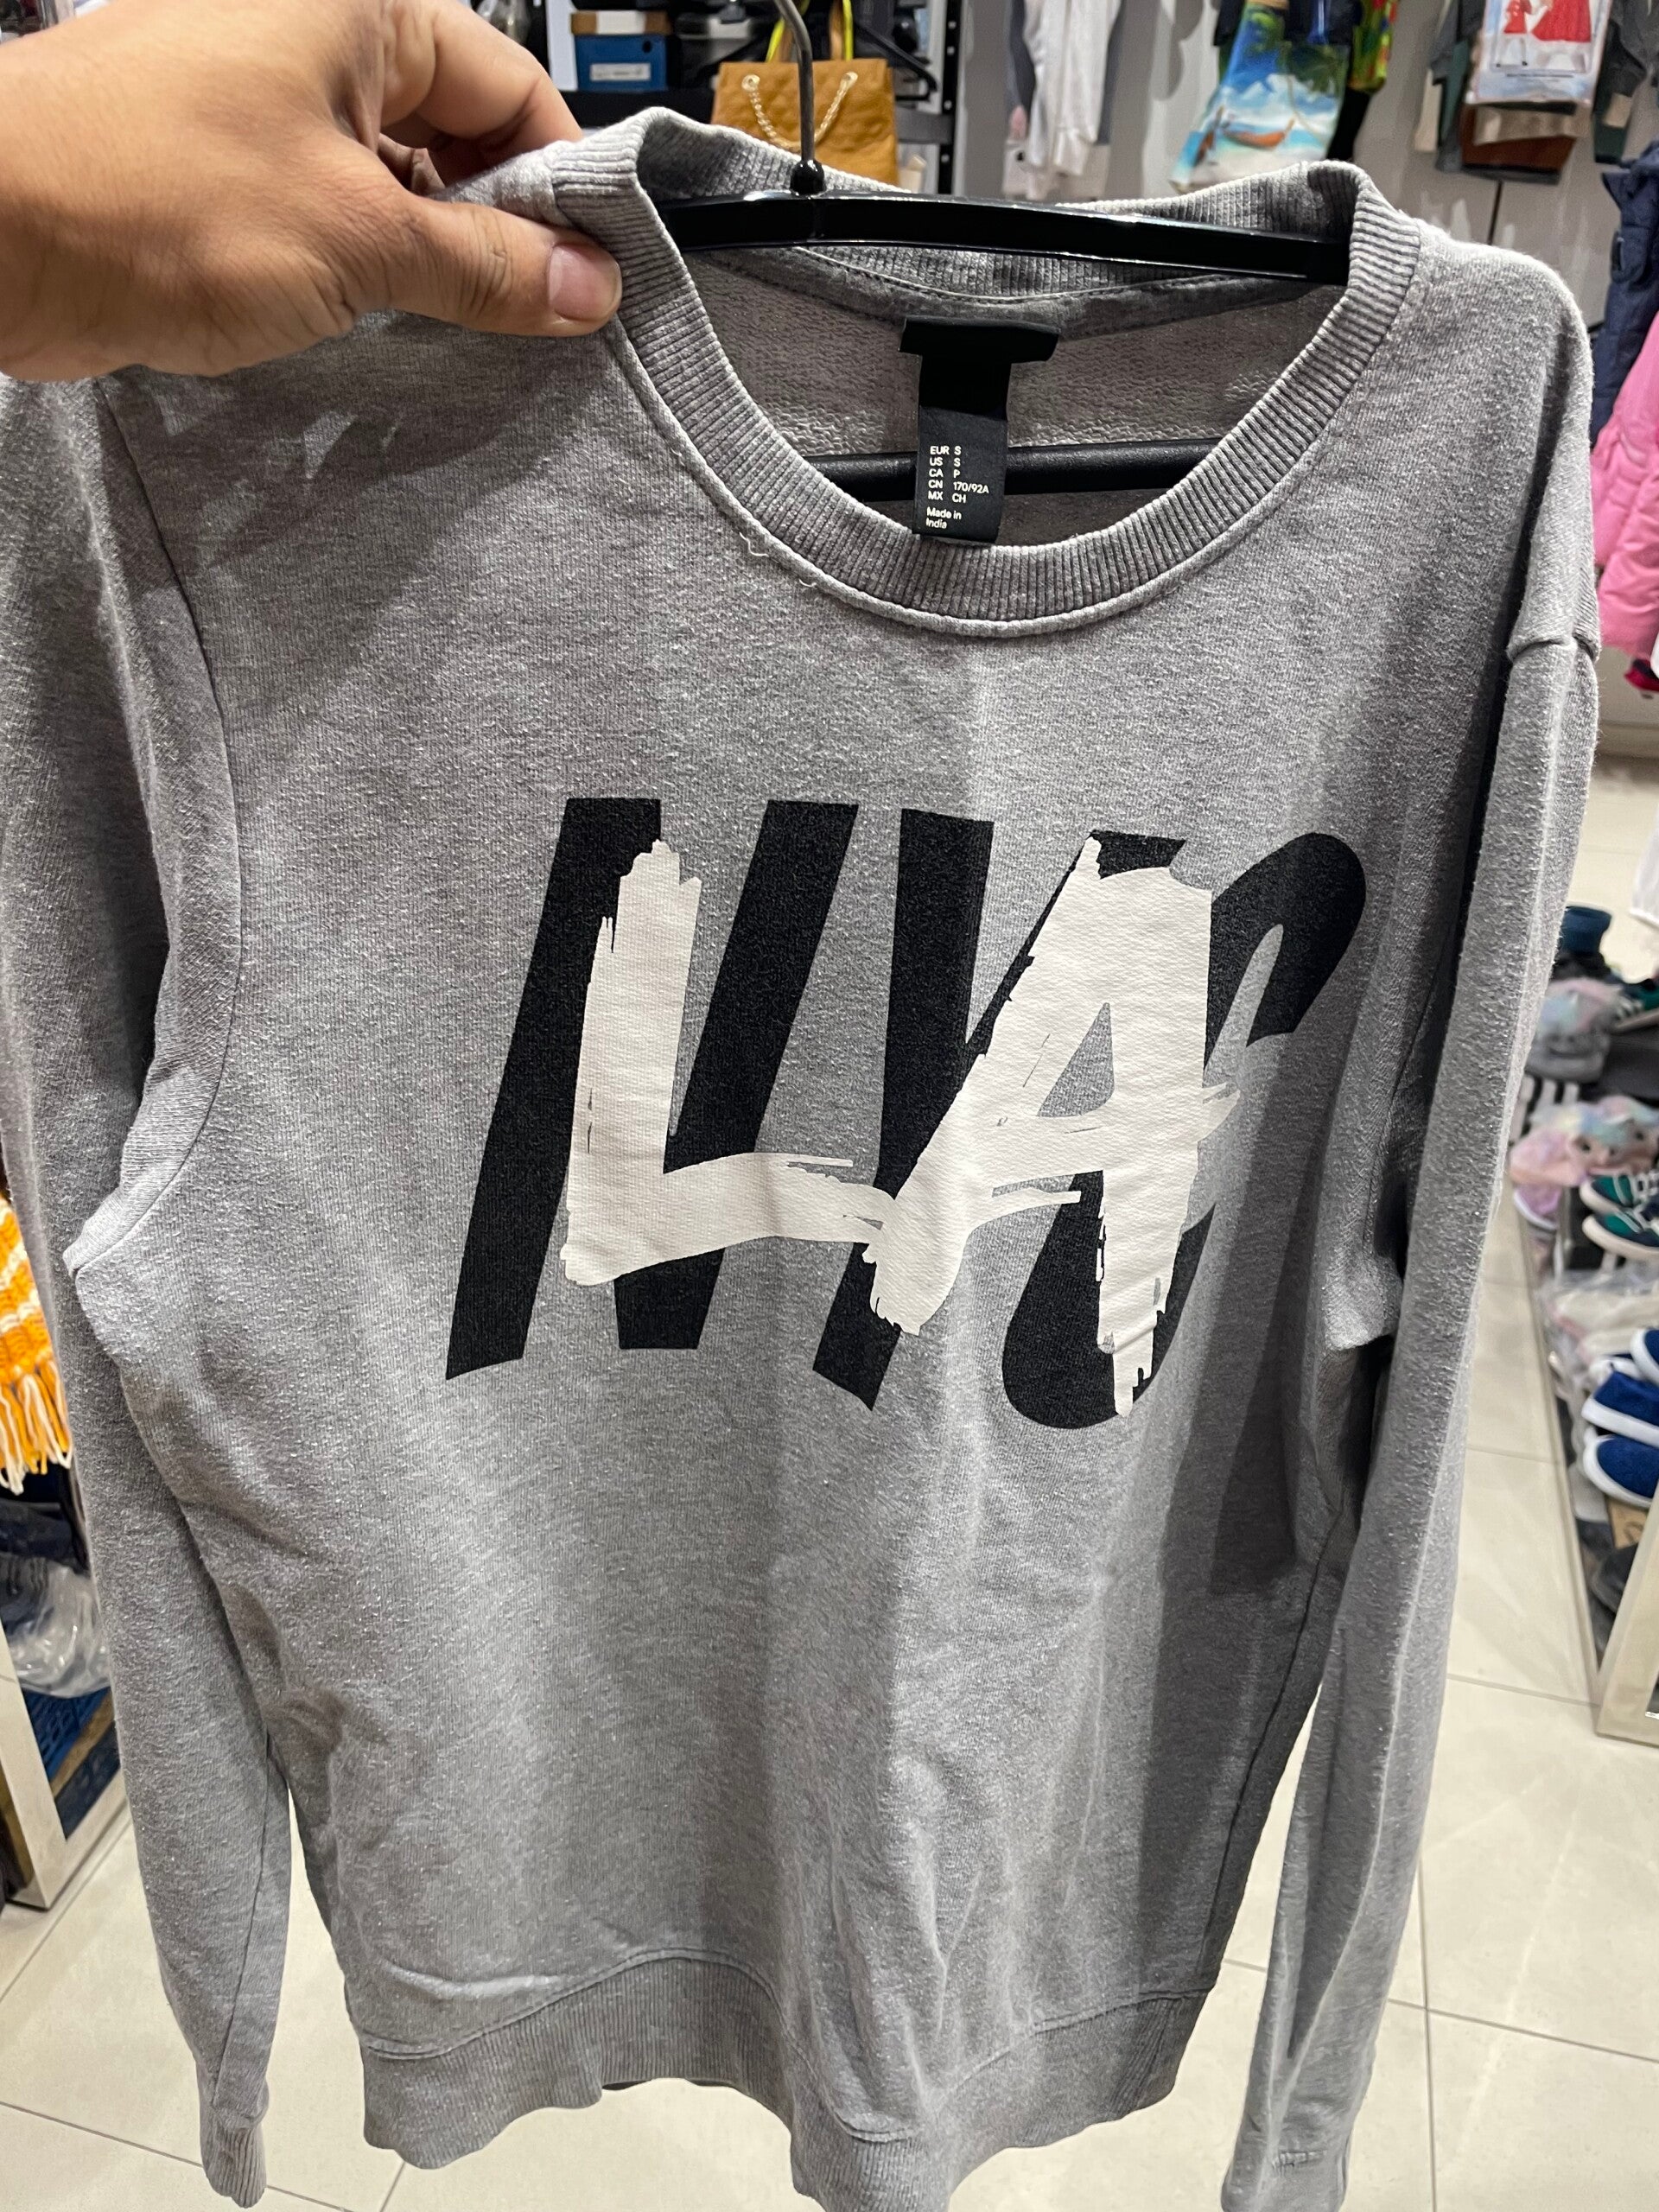 EUR S
US S
CA P
CN 170/92A
MX CH
Made in
India
NYC
LA